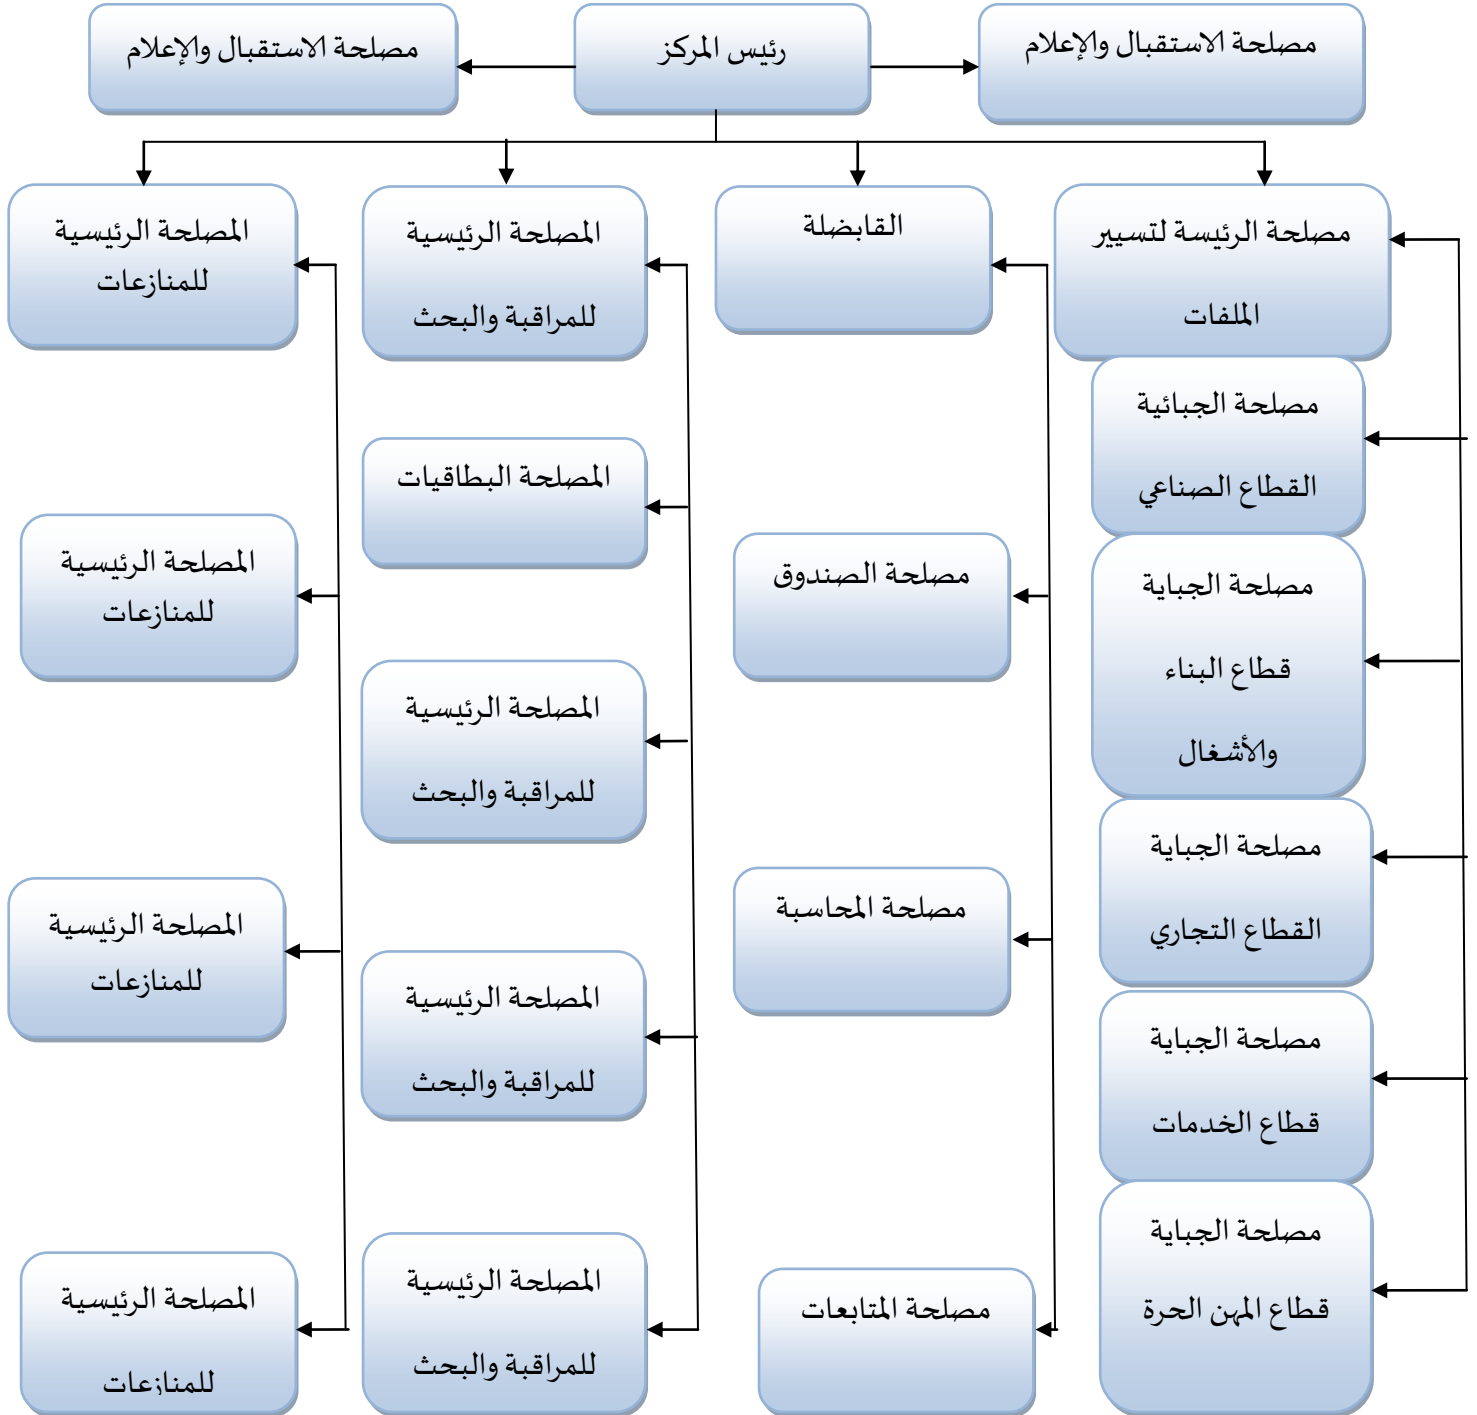 مصلحة الاستقبال والإعلام
رئيس المركز
مصلحة الاستقبال والإعلام
مصلحة الرئيسة لتسيير
الملفات
القابضلة
المصلحة الرئيسية
للمراقبة والبحث
المصلحة الرئيسية
للمنازعات
مصلحة الجبائية
القطاع الصناعي
مصلحة الجباية
قطاع البناء
والأشغال
مصلحة الجباية
القطاع التجاري
مصلحة الجباية
قطاع الخدمات
مصلحة الجباية
قطاع المهن الحرة
مصلحة الصندوق
مصلحة المحاسبة
مصلحة المتابعات
المصلحة البطاقيات
المصلحة الرئيسية
للمراقبة والبحث
المصلحة الرئيسية
للمراقبة والبحث
المصلحة الرئيسية
للمراقبة والبحث
المصلحة الرئيسية
للمنازعات
المصلحة الرئيسية
للمنازعات
المصلحة الرئيسية
للمنازعات